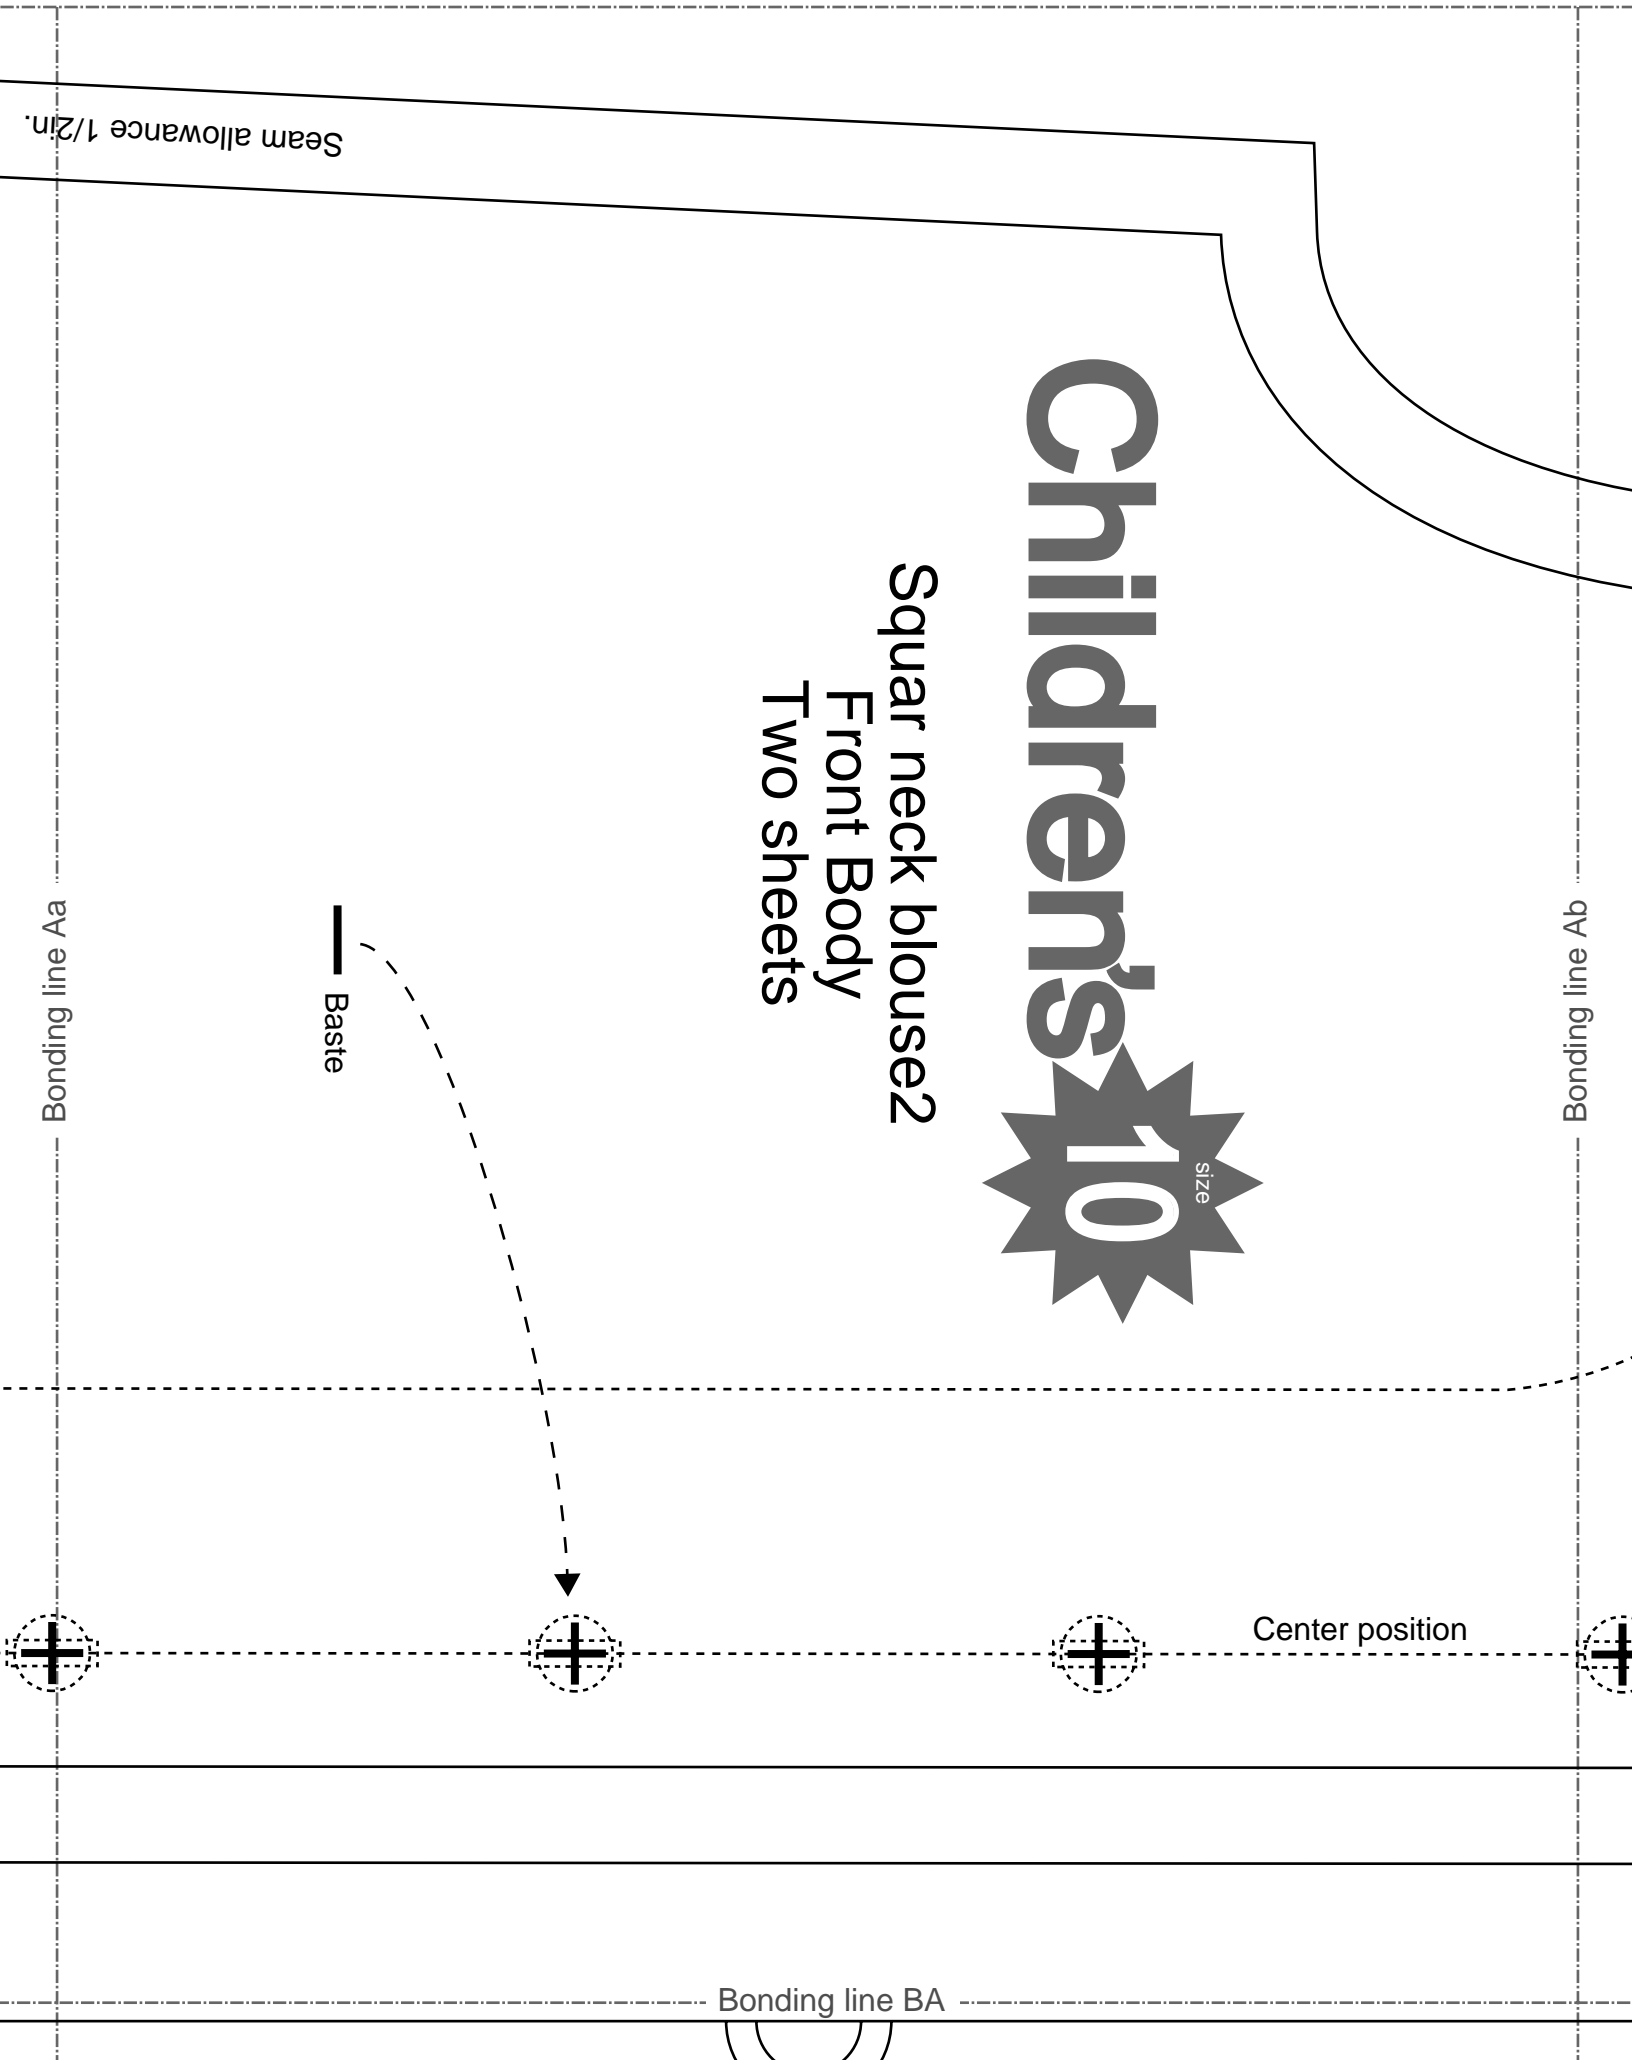 Seam allowance 1/2in.
Children's
size
10
Squar neck blouse2
Front Body
Two sheets
Baste
Bonding line Aa
Bonding line Ab
Center position
Bonding line BA